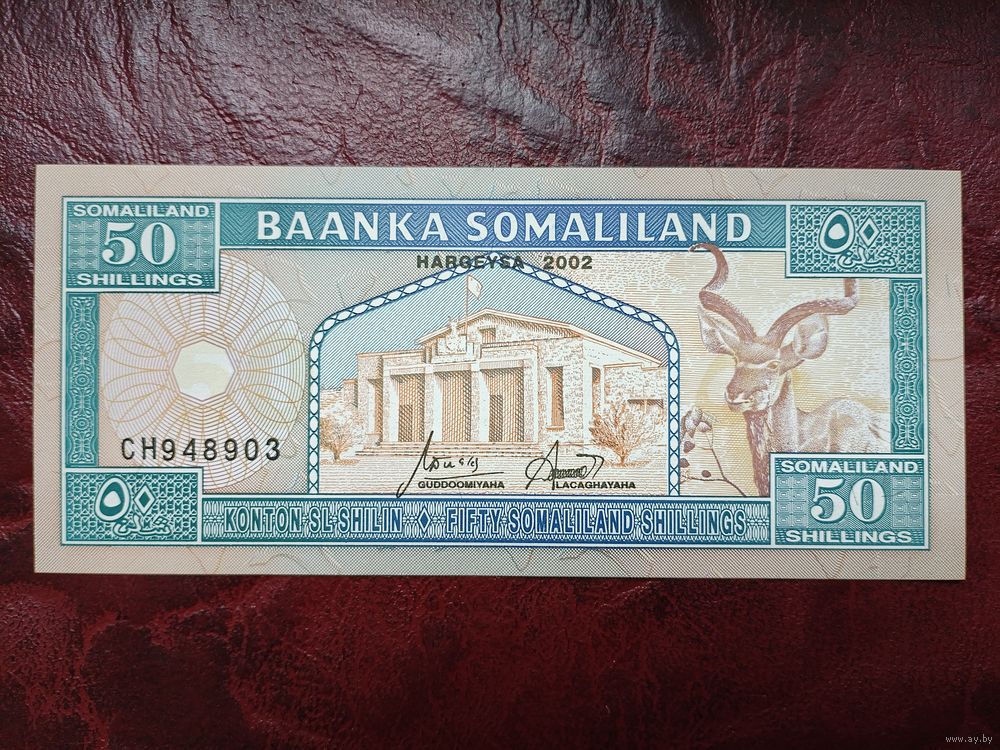 SOMALILAND
50
SHILLINGS
BAANKA SOMALILAND
HARGEYSA 2002
٥٠
CH948903
GUDDOOMIYAHA
LACAGHAYAHA
٥٠
KONTON SL SHILIN ◊ FIFTY SOMALILAND SHILLINGS
SOMALILAND
50
SHILLINGS
www.ay.by